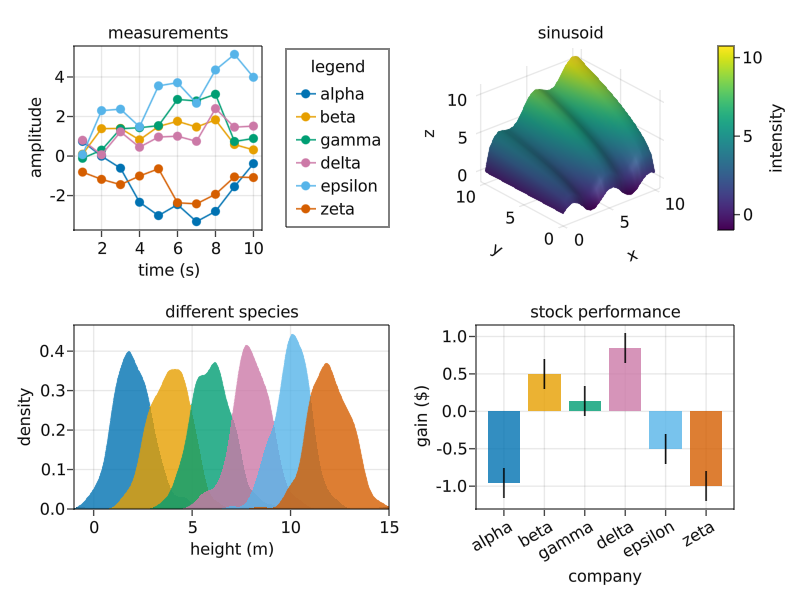 measurements
amplitude
4
2
0
-2
2
4
6
8
10
time (s)
legend
alpha
beta
gamma
delta
epsilon
zeta
sinusoid
z
10
5
0
10
5
0
y
0
5
10
x
10
5
0
intensity
different species
density
0.4
0.3
0.2
0.1
0.0
0
5
10
15
height (m)
stock performance
gain ($)
1.0
0.5
0.0
-0.5
-1.0
alpha
beta
gamma
delta
epsilon
zeta
company